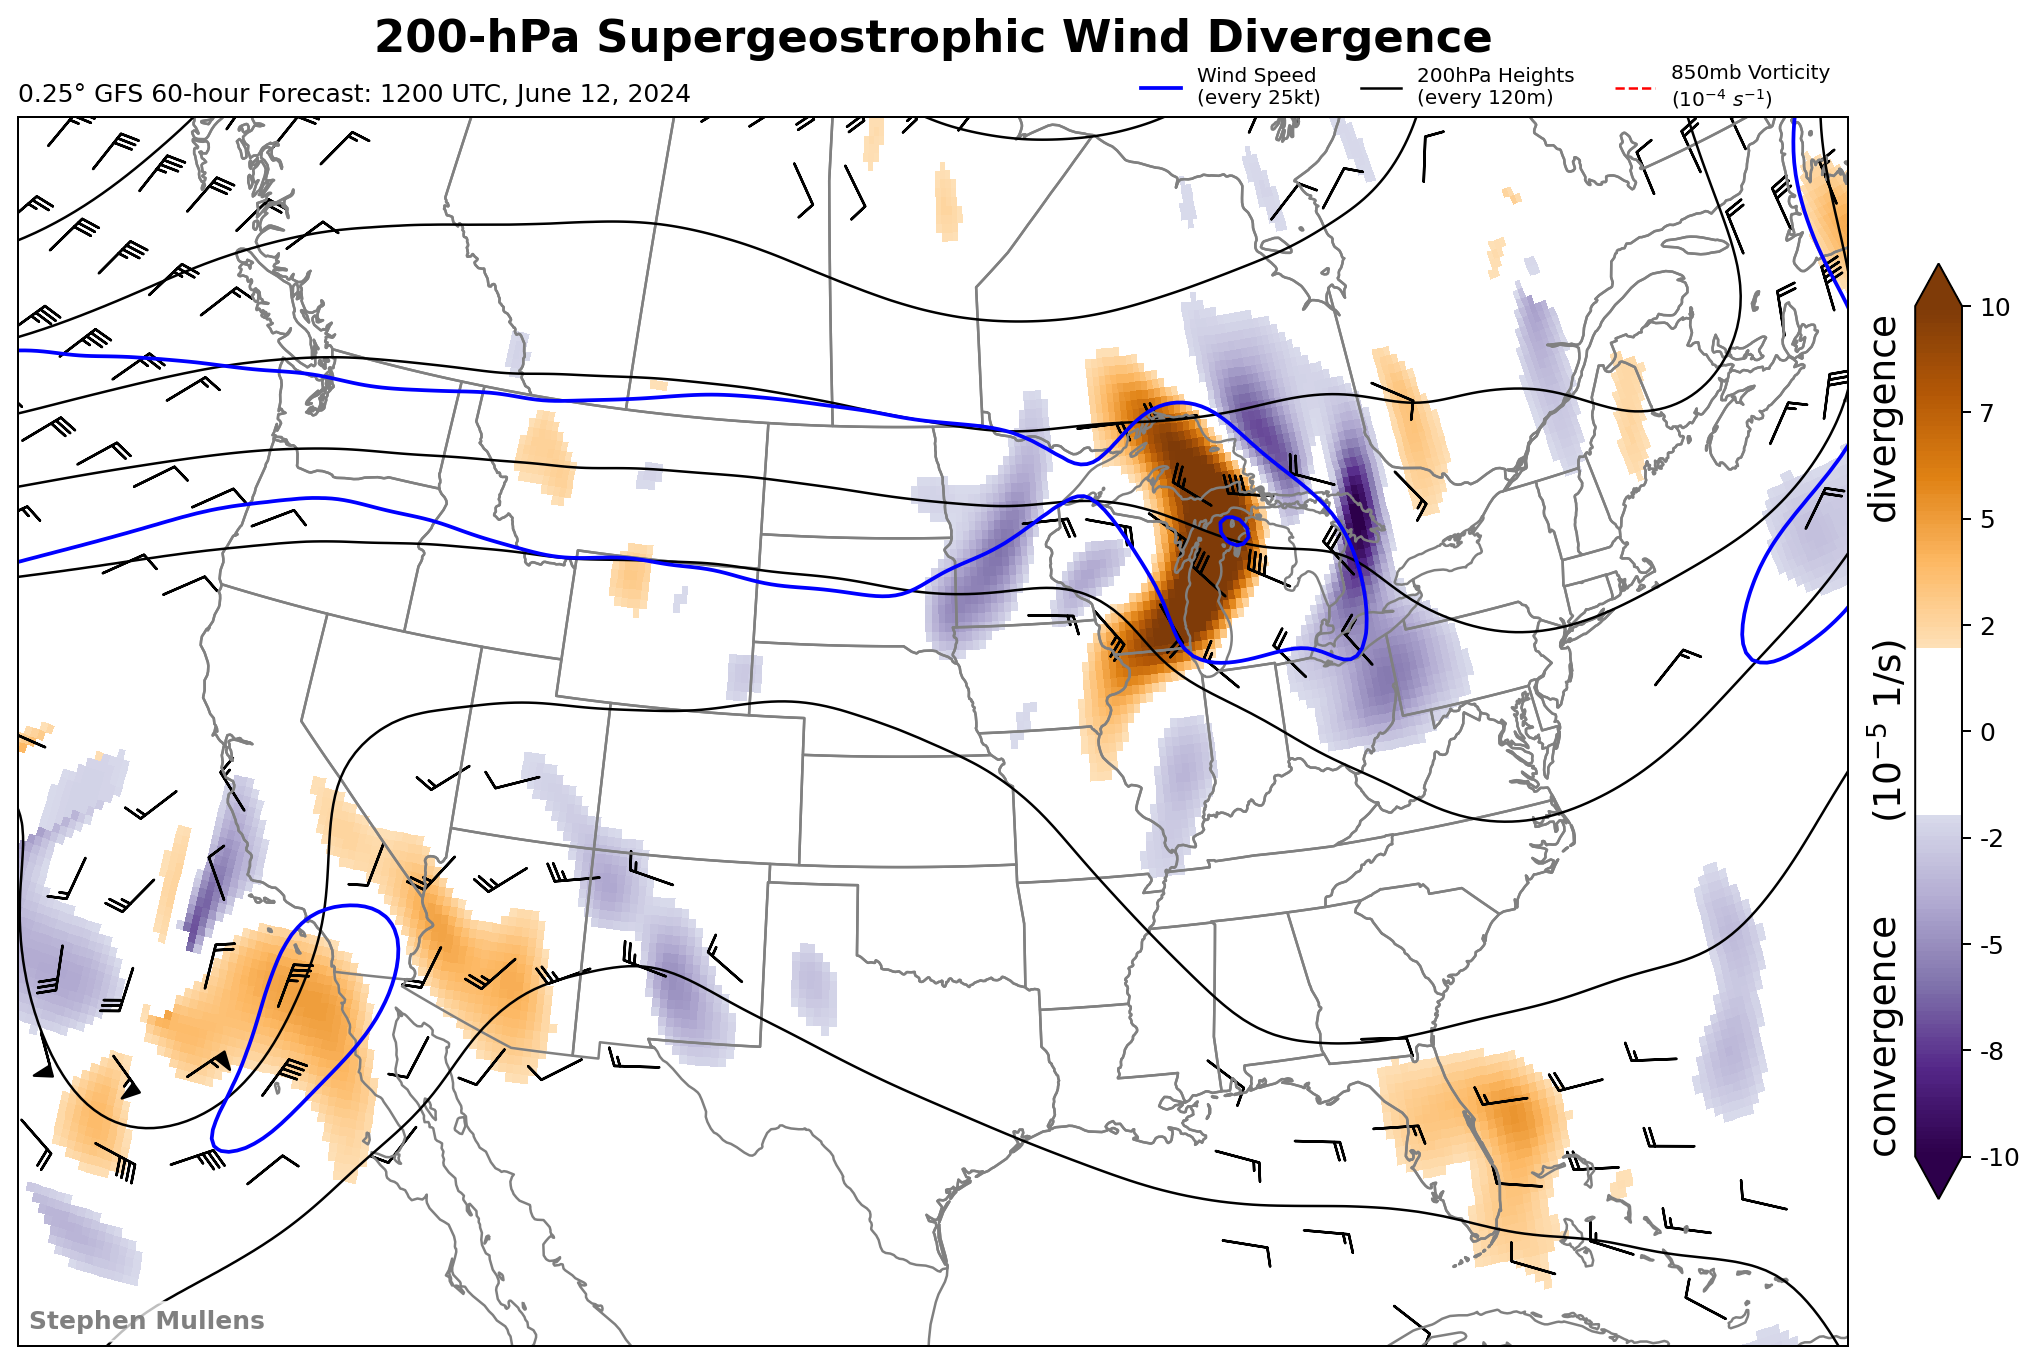 200-hPa Supergeostrophic Wind Divergence
0.25° GFS 60-hour Forecast: 1200 UTC, June 12, 2024
Wind Speed
(every 25kt)
200hPa Heights
(every 120m)
850mb Vorticity
(10⁻⁴ s⁻¹)
10
7
5
2
0
-2
-5
-8
-10
convergence (10⁻⁵ 1/s) divergence
Stephen Mullens